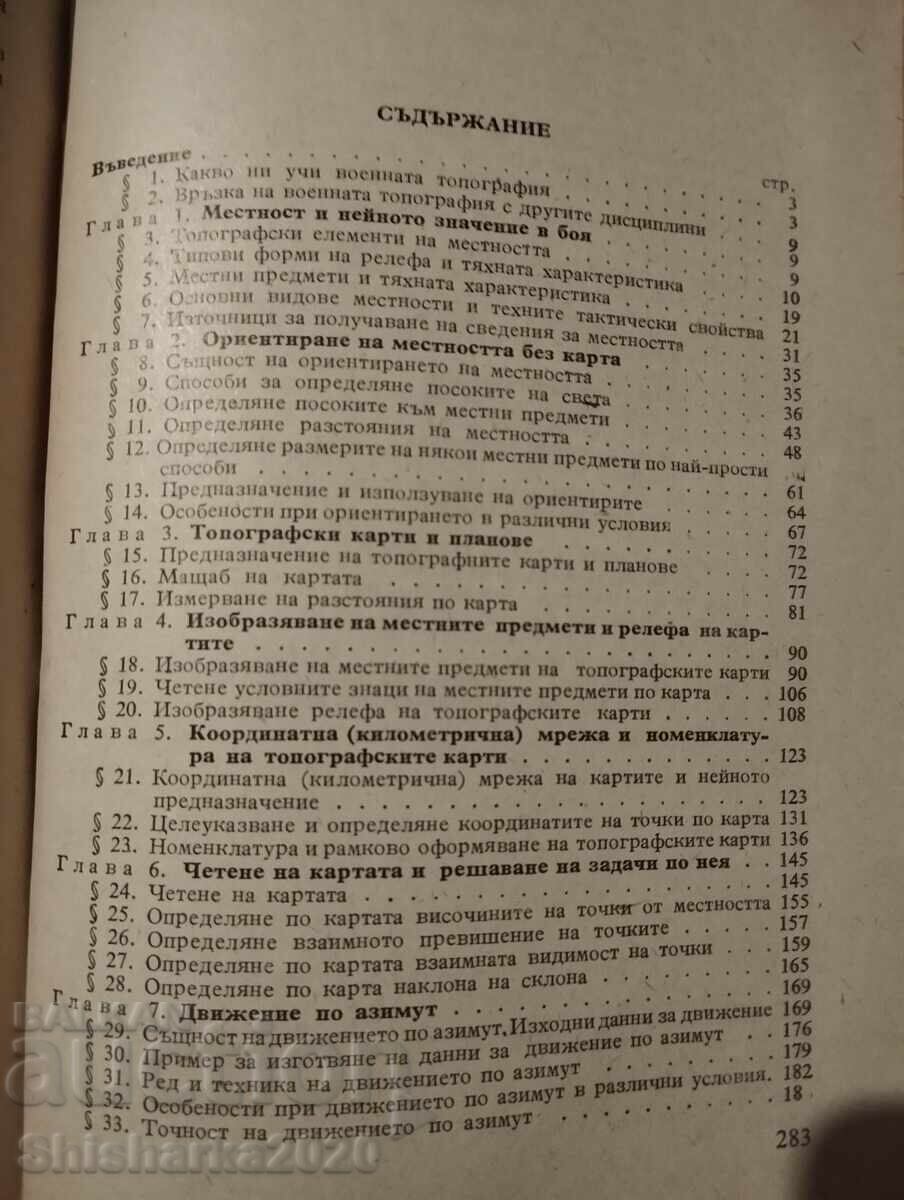 СЪДЪРЖАНИЕ
стр.
Въведение . . . . . . . . . . . . . . . . . 3
§ 1. Какво ни учи военната топография . . . . . . . . 3
§ 2. Връзка на военната топография с другите дисциплини . . . 9
Глава 1. Местност и нейното значение в боя . . . . . . 9
§ 3. Топографски елементи на местността . . . . . . . 9
§ 4. Типови форми на релефа и тяхната характеристика . . . . 10
§ 5. Местни предмети и тяхната характеристика . . . . . 19
§ 6. Основни видове местности и техните тактически свойства 21
§ 7. Източници за получаване на сведения за местността . . . . 31
Глава 2. Ориентиране на местността без карта . . . . . . 35
§ 8. Същност на ориентирането на местността . . . . . . 35
§ 9. Способи за определяне посоките на света . . . . . . 36
§ 10. Определяне посоките към местни предмети . . . . . . 43
§ 11. Определяне разстояния на местността . . . . . . . 48
§ 12. Определяне размерите на някои местни предмети по най-прости
способи . . . . . . . . . . . . . . . . . 61
§ 13. Предназначение и използуване на ориентирите . . . . . 64
§ 14. Особености при ориентирането в различни условия . . . . 67
Глава 3. Топографски карти и планове . . . . . . . . 72
§ 15. Предназначение на топографните карти и планове . . . . 72
§ 16. Мащаб на картата . . . . . . . . . . . . . 77
§ 17. Измерване на разстояния по карта . . . . . . . . 81
Глава 4. Изобразяване на местните предмети и релефа на кар-
тите . . . . . . . . . . . . . . . . . . 90
§ 18. Изобразяване на местните предмети на топографските карти 90
§ 19. Четене условните знаци на местните предмети по карта . . . 106
§ 20. Изобразяване релефа на топографските карти . . . . . . 108
Глава 5. Координатна (километрична) мрежа и номенклату-
ра на топографските карти . . . . . . . . . . . . 123
§ 21. Координатна (километрична) мрежа на картите и нейното
предназначение . . . . . . . . . . . . . . . 123
§ 22. Целеуказване и определяне координатите на точки по карта 131
§ 23. Номенклатура и рамково оформяване на топографските карти 136
Глава 6. Четене на картата и решаване на задачи по нея . . 145
§ 24. Четене на картата . . . . . . . . . . . . . 145
§ 25. Определяне по картата височините на точки от местността 155
§ 26. Определяне взаимното превишение на точките . . . . . 157
§ 27. Определяне по картата взаимната видимост на точки . . . 159
§ 28. Определяне по карта наклона на склона . . . . . . . 165
Глава 7. Движение по азимут . . . . . . . . . . . 169
§ 29. Същност на движението по азимут. Изходни данни за движение 169
§ 30. Пример за изготвяне на данни за движение по азимут . . 176
§ 31. Ред и техника на движението по азимут . . . . . . . 179
§ 32. Особености при движението по азимут в различни условия. 182
§ 33. Точност на движението по азимут . . . . . . . . . 18
283
Shisharka2020